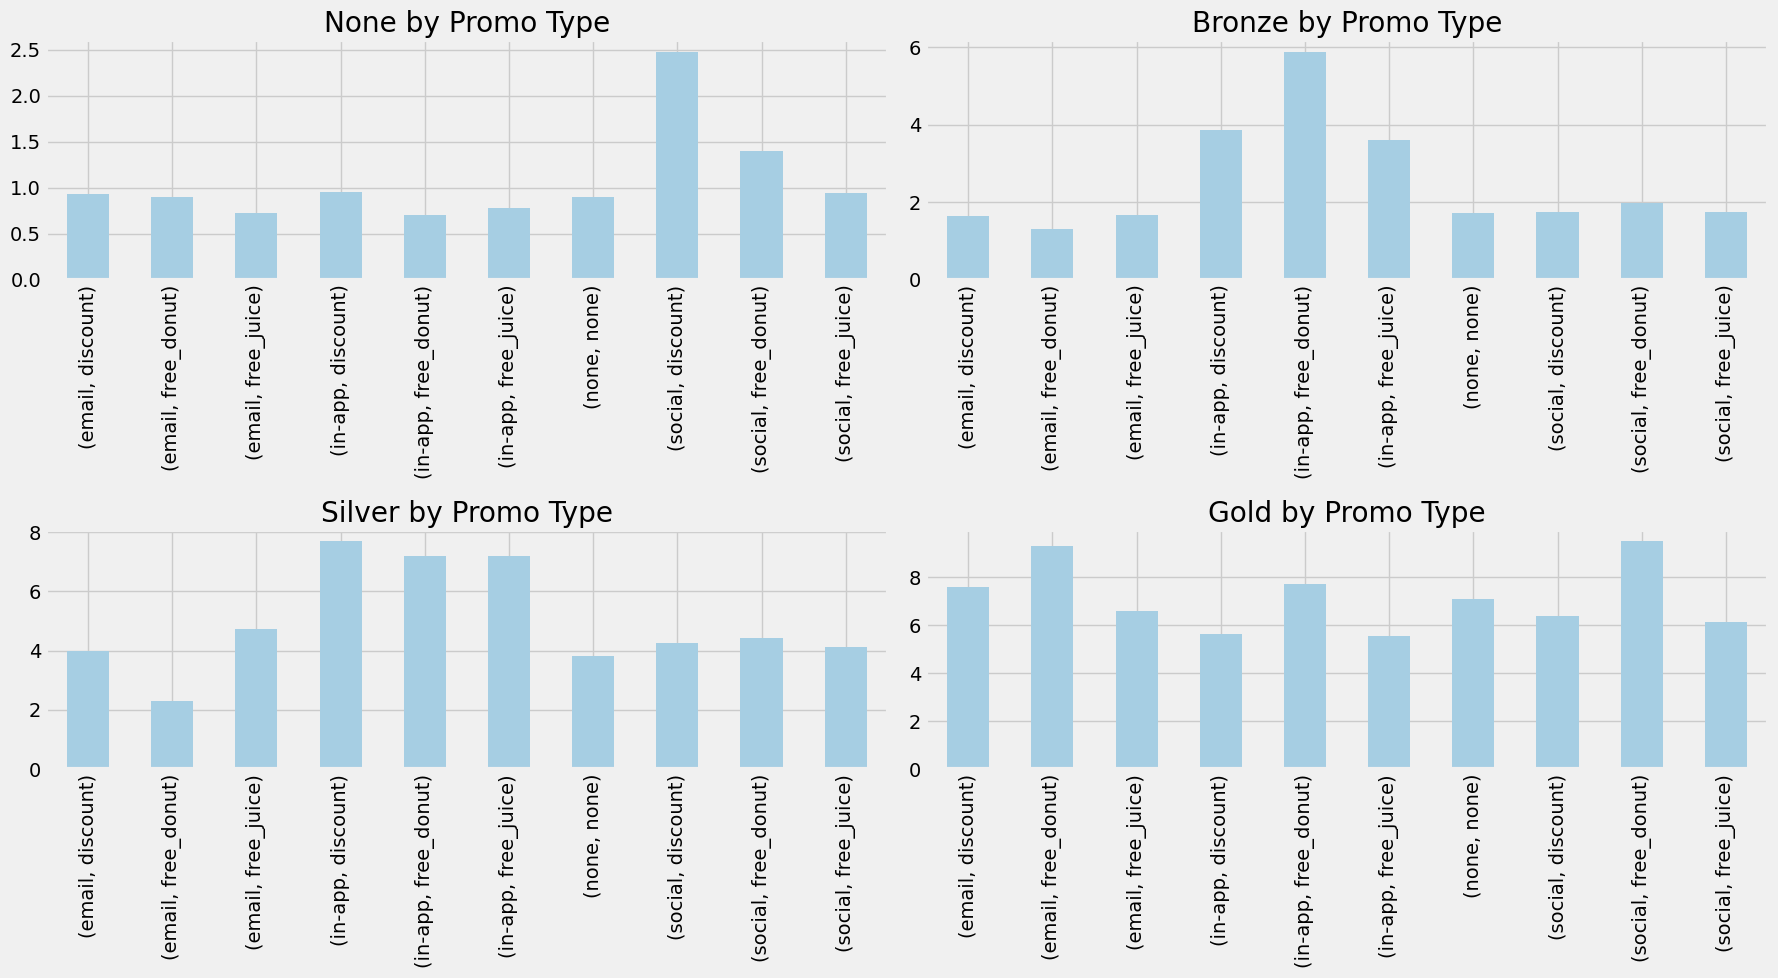 None by Promo Type
2.5
2.0
1.5
1.0
0.5
0.0
(email, discount)
(email, free_donut)
(email, free_juice)
(in-app, discount)
(in-app, free_donut)
(in-app, free_juice)
(none, none)
(social, discount)
(social, free_donut)
(social, free_juice)
Bronze by Promo Type
6
4
2
0
(email, discount)
(email, free_donut)
(email, free_juice)
(in-app, discount)
(in-app, free_donut)
(in-app, free_juice)
(none, none)
(social, discount)
(social, free_donut)
(social, free_juice)
Silver by Promo Type
8
6
4
2
0
(email, discount)
(email, free_donut)
(email, free_juice)
(in-app, discount)
(in-app, free_donut)
(in-app, free_juice)
(none, none)
(social, discount)
(social, free_donut)
(social, free_juice)
Gold by Promo Type
8
6
4
2
0
(email, discount)
(email, free_donut)
(email, free_juice)
(in-app, discount)
(in-app, free_donut)
(in-app, free_juice)
(none, none)
(social, discount)
(social, free_donut)
(social, free_juice)